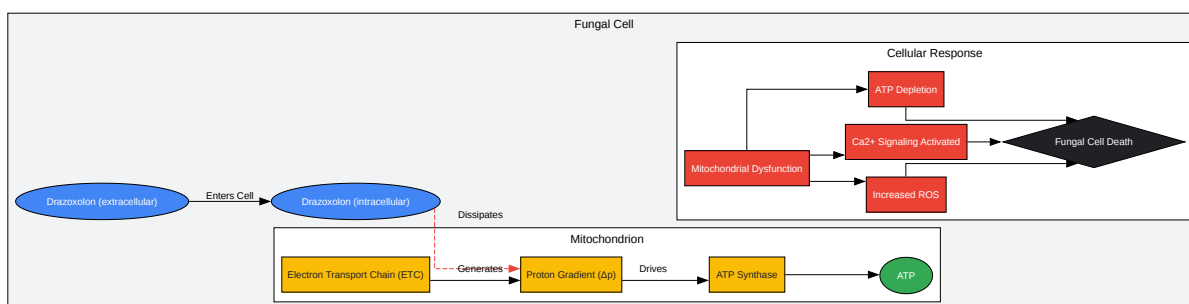 Fungal Cell
Cellular Response
ATP Depletion
Ca2+ Signaling Activated
Fungal Cell Death
Mitochondrial Dysfunction
Increased ROS
Drazoxolon (extracellular)
Enters Cell
Drazoxolon (intracellular)
Dissipates
Mitochondrion
Electron Transport Chain (ETC)
Generates
Proton Gradient (Δp)
Drives
ATP Synthase
ATP